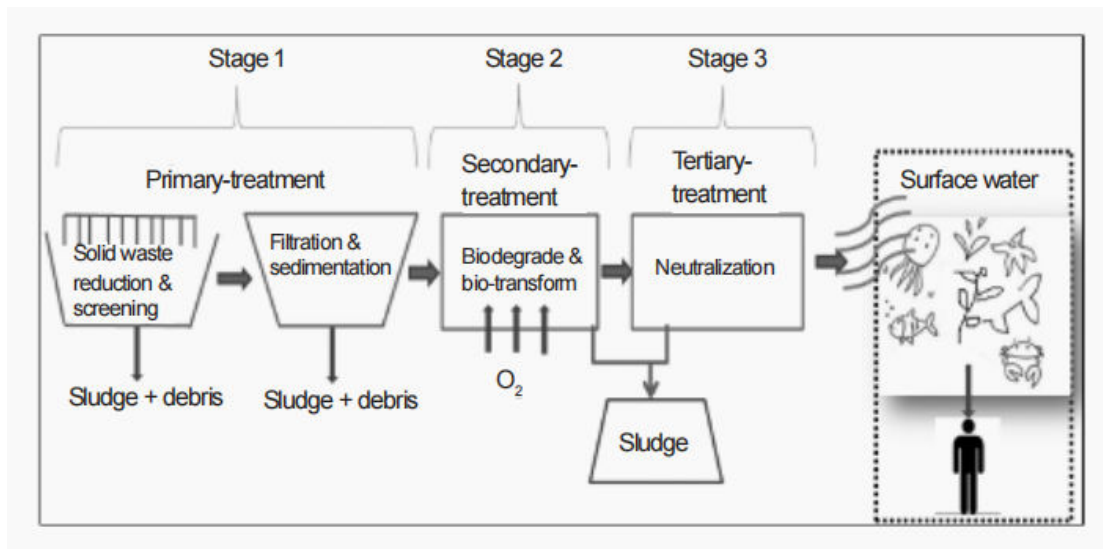 Stage 1
Stage 2
Stage 3
Primary-treatment
Secondary-
treatment
Tertiary-
treatment
Surface water
Solid waste
reduction &
screening
Filtration &
sedimentation
Biodegrade &
bio-transform
Neutralization
Sludge + debris
Sludge + debris
O₂
Sludge